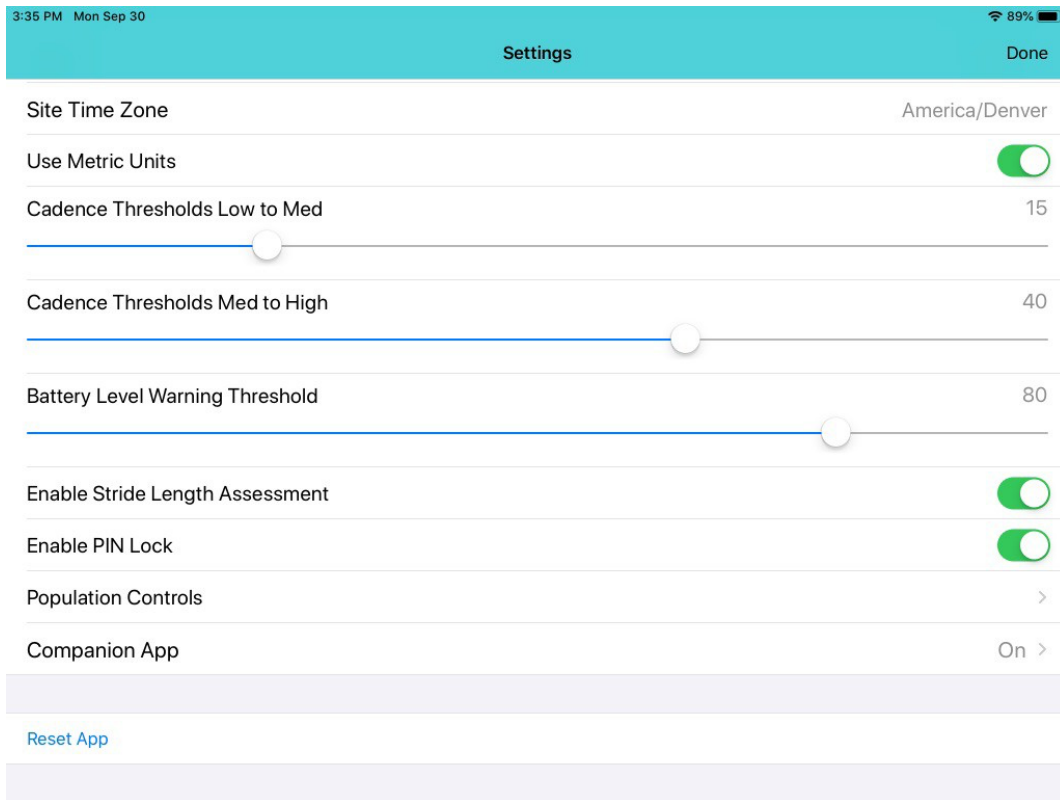 3:35 PM Mon Sep 30 89%
Settings Done
Site Time Zone America/Denver
Use Metric Units
Cadence Thresholds Low to Med 15
Cadence Thresholds Med to High 40
Battery Level Warning Threshold 80
Enable Stride Length Assessment
Enable PIN Lock
Population Controls
Companion App On
Reset App